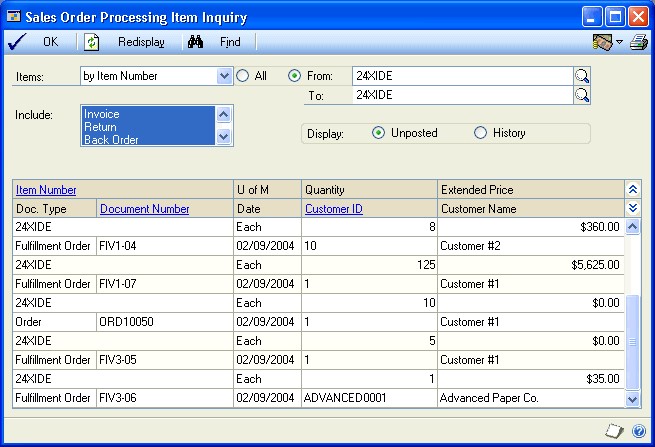 Sales Order Processing Item Inquiry
OK Redisplay Find
Items: by Item Number All From: 24XIDE
To: 24XIDE
Include: Invoice
Return
Back Order
Display: Unposted History
Item Number U of M Quantity Extended Price
Doc. Type Document Number Date Customer ID Customer Name
24XIDE Each 8 $360.00
Fulfillment Order FIV1-04 02/09/2004 10 Customer #2
24XIDE Each 125 $5,625.00
Fulfillment Order FIV1-07 02/09/2004 1 Customer #1
24XIDE Each 10 $0.00
Order ORD10050 02/09/2004 1 Customer #1
24XIDE Each 5 $0.00
Fulfillment Order FIV3-05 02/09/2004 1 Customer #1
24XIDE Each 1 $35.00
Fulfillment Order FIV3-06 02/09/2004 ADVANCED0001 Advanced Paper Co.